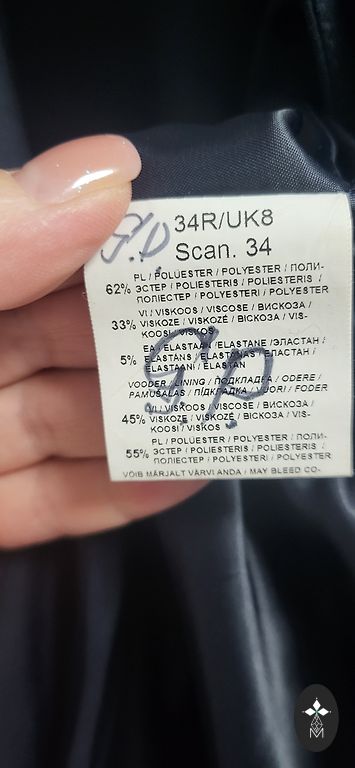 34R/UK8
Scan. 34
PL / POLÜESTER / POLYESTER / ПОЛИ-
62% ЭСТЕР / POLIESTERIS / POLIESTERIS /
ПОЛІЕСТЕР / POLYESTERI / POLYESTER
VI / VISKOOS / VISCOSE / ВИСКОЗА /
33% VISKOZE / VISKOZĖ / ВІСКОЗА / VIS-
KOOSI / VISKOS
EA / ELASTAAN / ELASTANE / ЭЛАСТАН /
5% ELASTĀNS / ELASTANAS / ЕЛАСТАН /
ELASTAANI / ELASTAN
VOODER / LINING / ПОДКЛАДКА / ODERE /
PAMUŠALAS / ПІДКЛАДКА / VUORI / FODER
VI / VISKOOS / VISCOSE / ВИСКОЗА /
45% VISKOZE / VISKOZĖ / ВІСКОЗА / VIS-
KOOSI / VISKOS
PL / POLÜESTER / POLYESTER / ПОЛИ-
55% ЭСТЕР / POLIESTERIS / POLIESTERIS /
ПОЛІЕСТЕР / POLYESTERI / POLYESTER
VÕIB MÄRJALT VÄRVI ANDA / MAY BLEED CO-
M